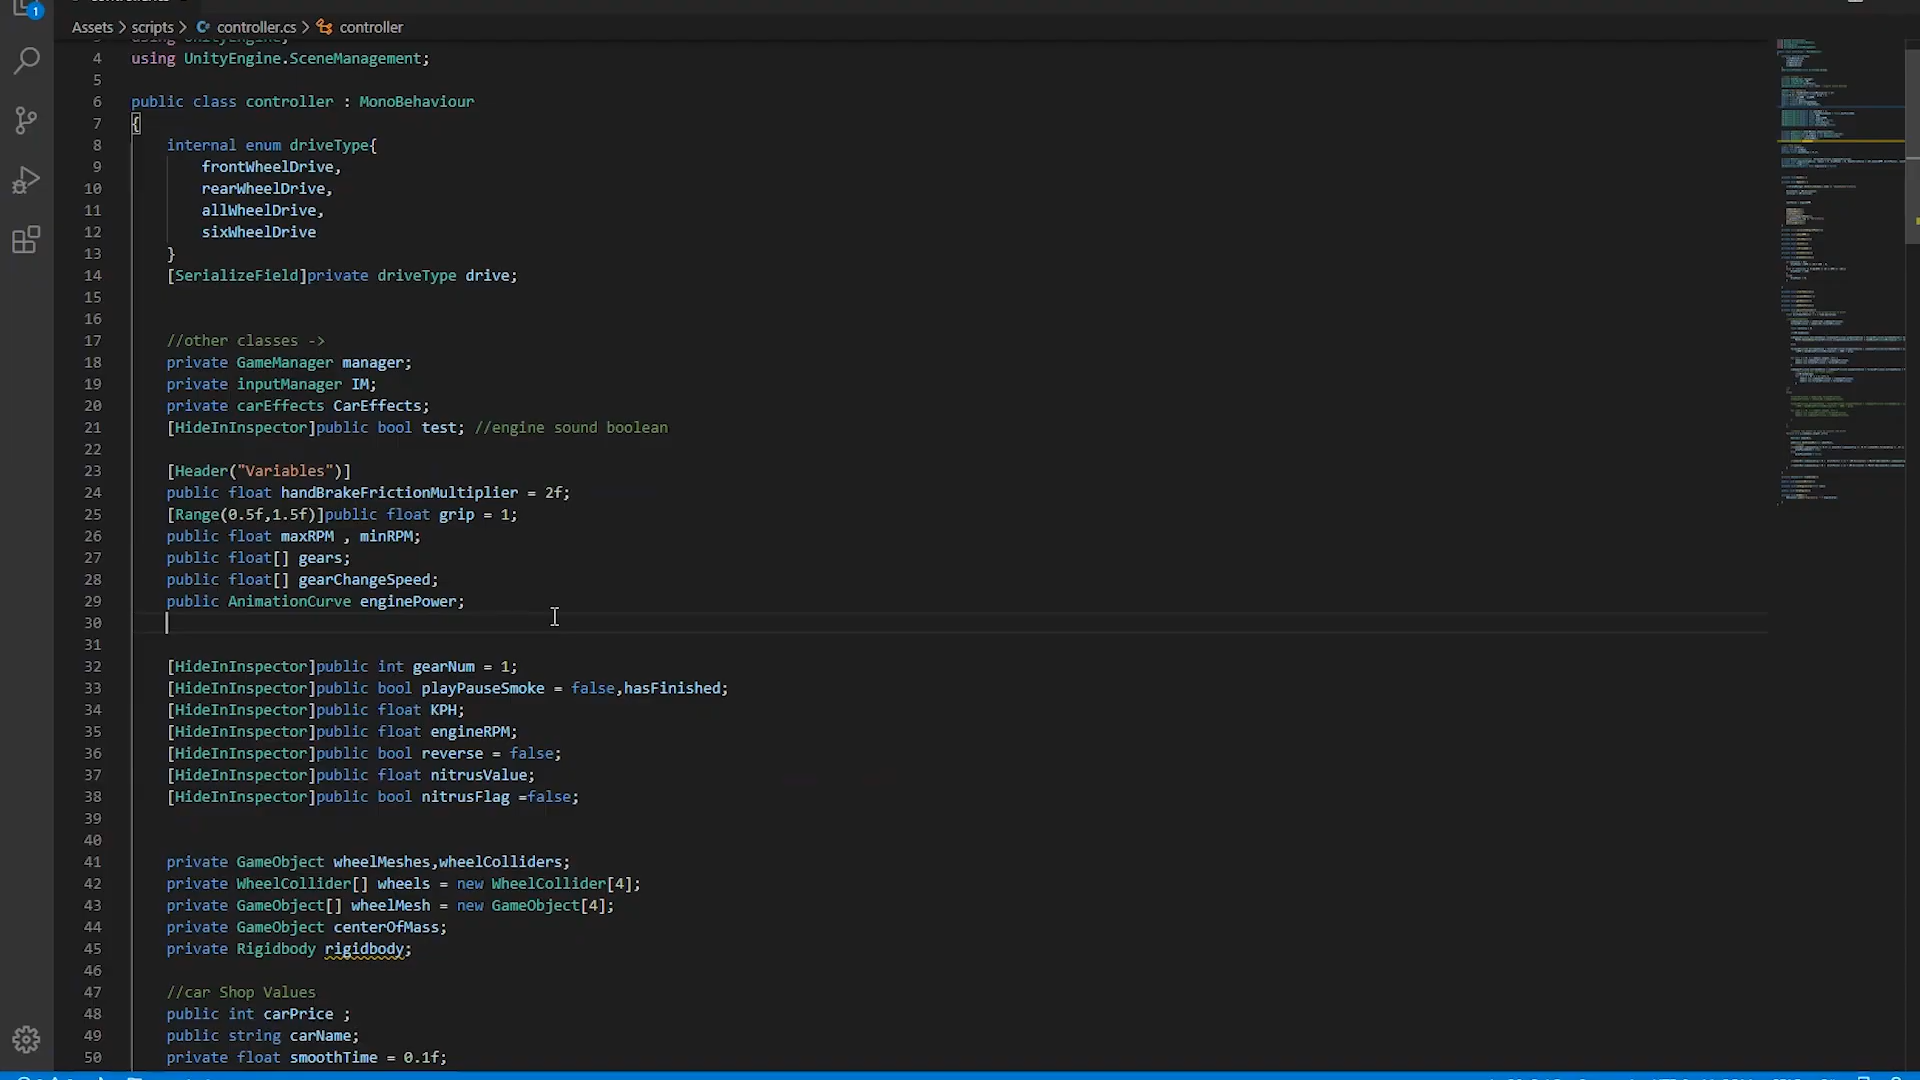 1
Assets > scripts > controller.cs > controller
4 using UnityEngine.SceneManagement;
5
6 public class controller : MonoBehaviour
7 {
8 internal enum driveType{
9 frontWheelDrive,
10 rearWheelDrive,
11 allWheelDrive,
12 sixWheelDrive
13 }
14 [SerializeField]private driveType drive;
15
16
17 //other classes ->
18 private GameManager manager;
19 private inputManager IM;
20 private carEffects CarEffects;
21 [HideInInspector]public bool test; //engine sound boolean
22
23 [Header("Variables")]
24 public float handBrakeFrictionMultiplier = 2f;
25 [Range(0.5f,1.5f)]public float grip = 1;
26 public float maxRPM , minRPM;
27 public float[] gears;
28 public float[] gearChangeSpeed;
29 public AnimationCurve enginePower;
30
31
32 [HideInInspector]public int gearNum = 1;
33 [HideInInspector]public bool playPauseSmoke = false,hasFinished;
34 [HideInInspector]public float KPH;
35 [HideInInspector]public float engineRPM;
36 [HideInInspector]public bool reverse = false;
37 [HideInInspector]public float nitrusValue;
38 [HideInInspector]public bool nitrusFlag =false;
39
40
41 private GameObject wheelMeshes,wheelColliders;
42 private WheelCollider[] wheels = new WheelCollider[4];
43 private GameObject[] wheelMesh = new GameObject[4];
44 private GameObject centerOfMass;
45 private Rigidbody rigidbody;
46
47 //car Shop Values
48 public int carPrice ;
49 public string carName;
50 private float smoothTime = 0.1f;